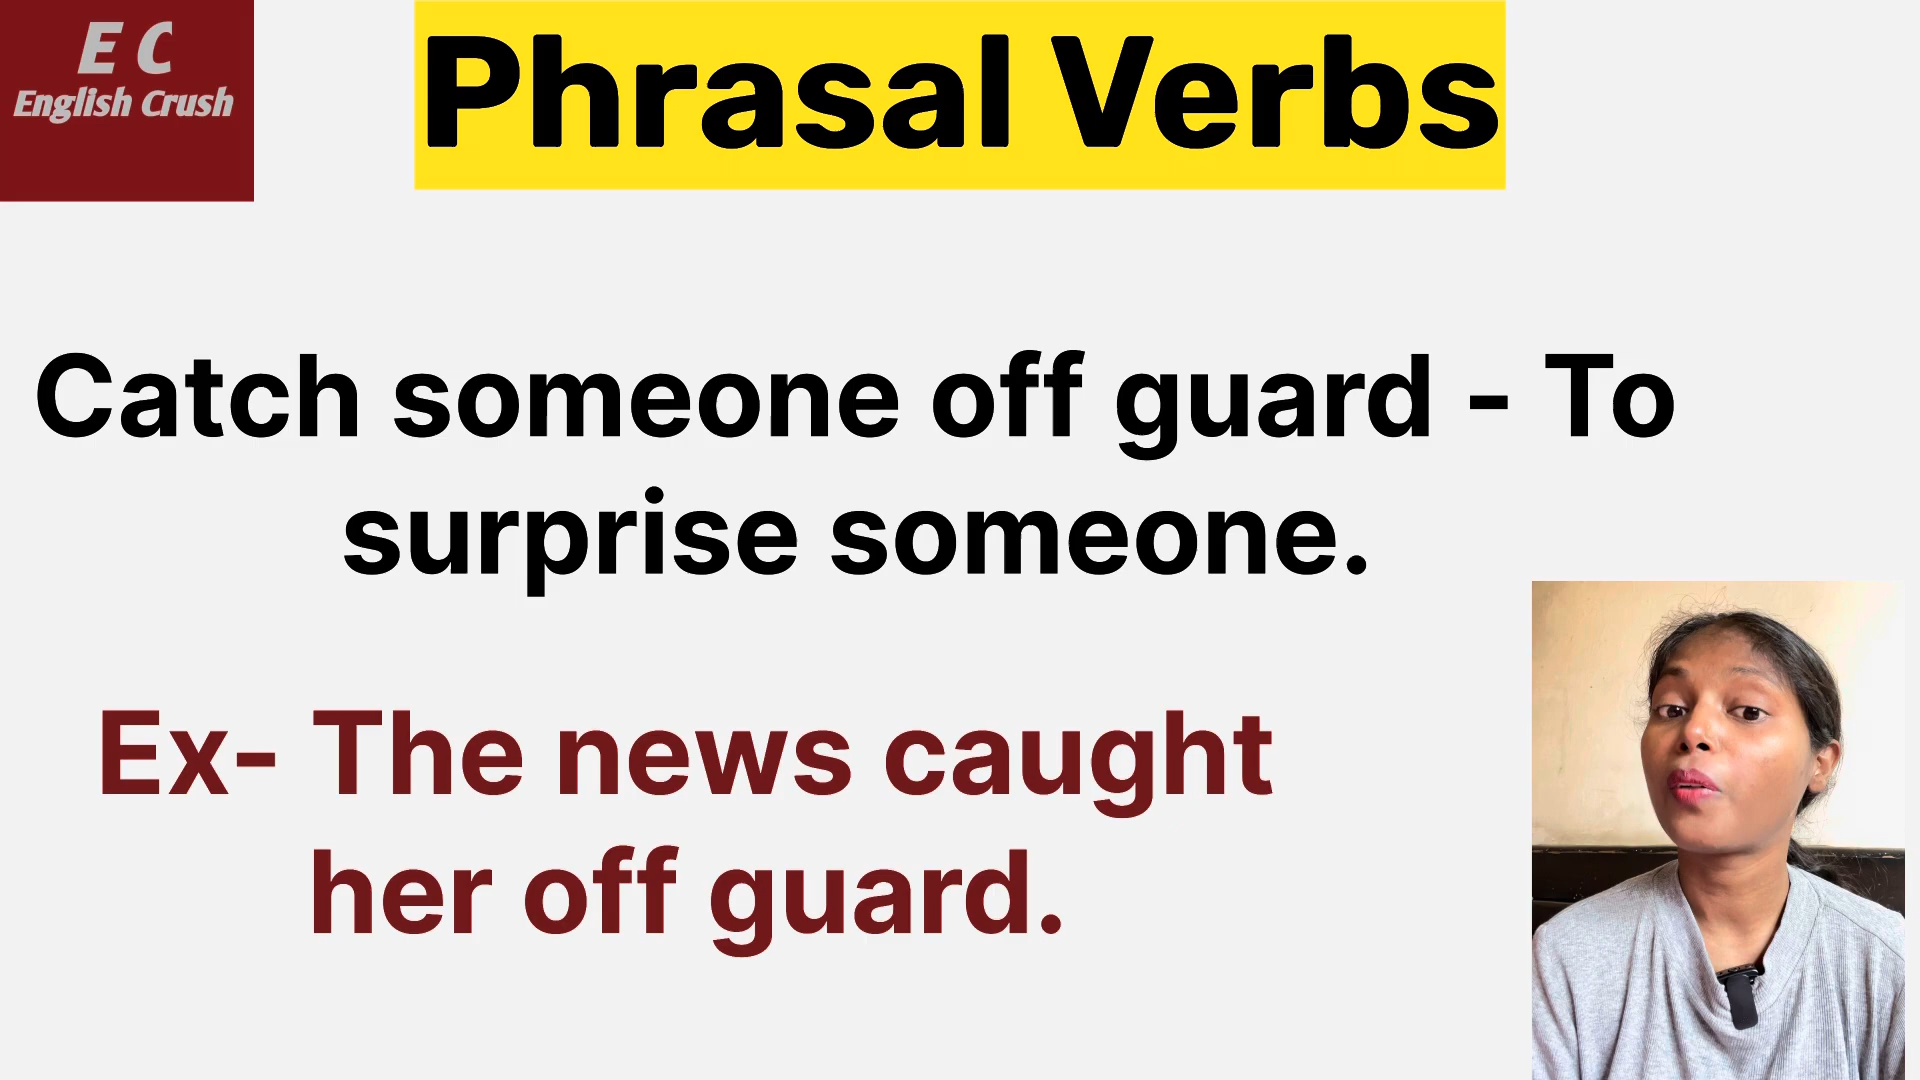 E C
English Crush
Phrasal Verbs
Catch someone off guard - To
surprise someone.
Ex- The news caught
her off guard.